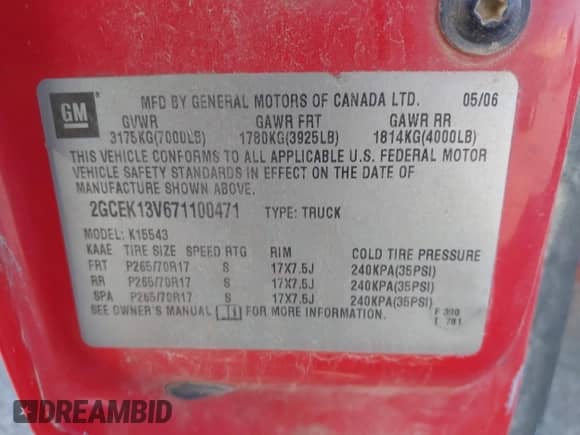 GM
MFD BY GENERAL MOTORS OF CANADA LTD. 05/06
GVWR GAWR FRT GAWR RR
3175KG(7000LB) 1780KG(3925LB) 1814KG(4000LB)
THIS VEHICLE CONFORMS TO ALL APPLICABLE U.S. FEDERAL MOTOR
VEHICLE SAFETY STANDARDS IN EFFECT ON THE DATE OF
MANUFACTURE SHOWN ABOVE.
2GCEK13V671100471 TYPE: TRUCK
MODEL: K15543
KAAE TIRE SIZE SPEED RTG RIM COLD TIRE PRESSURE
FRT P265/70R17 S 17X7.5J 240KPA(35PSI)
RR P265/70R17 S 17X7.5J 240KPA(35PSI)
SPA P265/70R17 S 17X7.5J 240KPA(35PSI)
SEE OWNER'S MANUAL FOR MORE INFORMATION.
F
T 781
DREAMBID